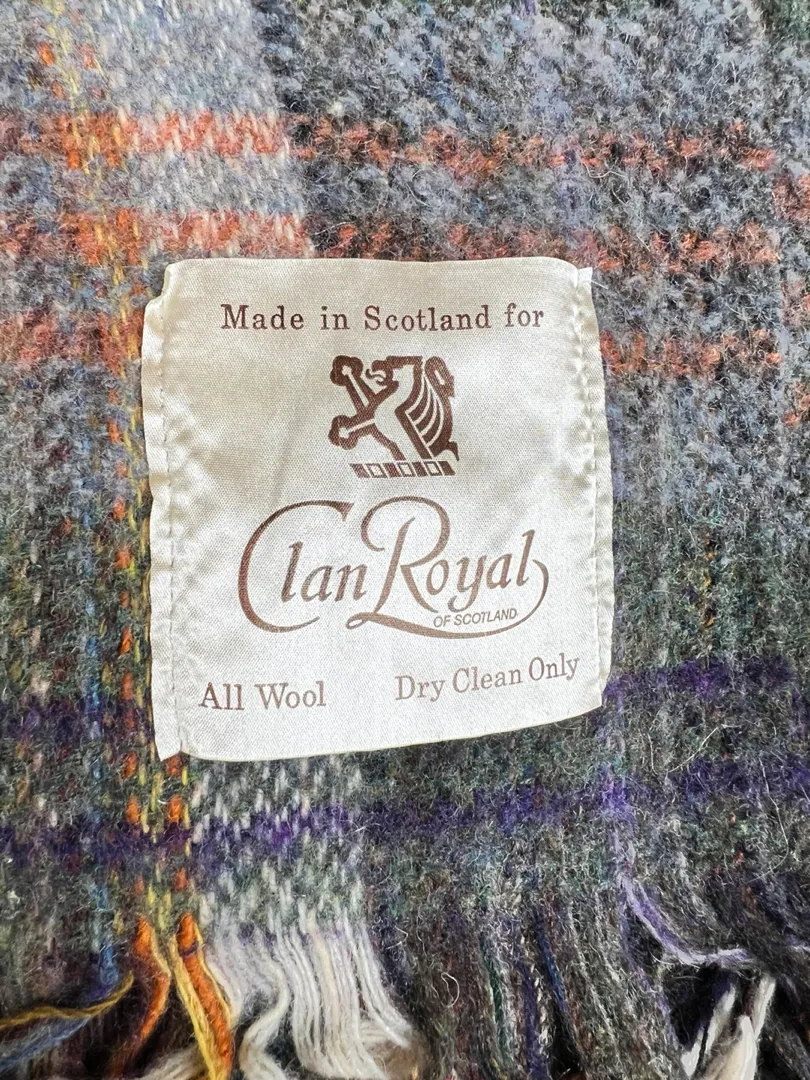 Made in Scotland for
Clan Royal
OF SCOTLAND
All Wool Dry Clean Only